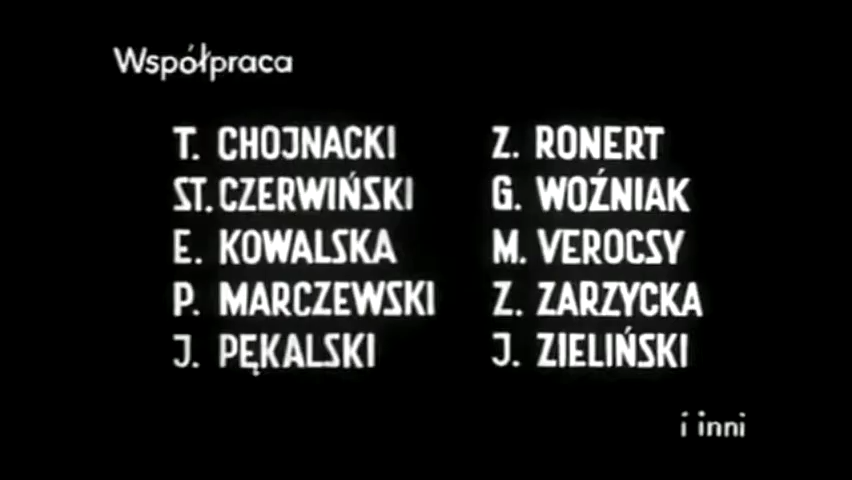 Współpraca
T. CHOJNACKI
ST. CZERWIŃSKI
E. KOWALSKA
P. MARCZEWSKI
J. PĘKALSKI
Z. RONERT
G. WOŹNIAK
M. VEROCSY
Z. ZARZYCKA
J. ZIELIŃSKI
i inni